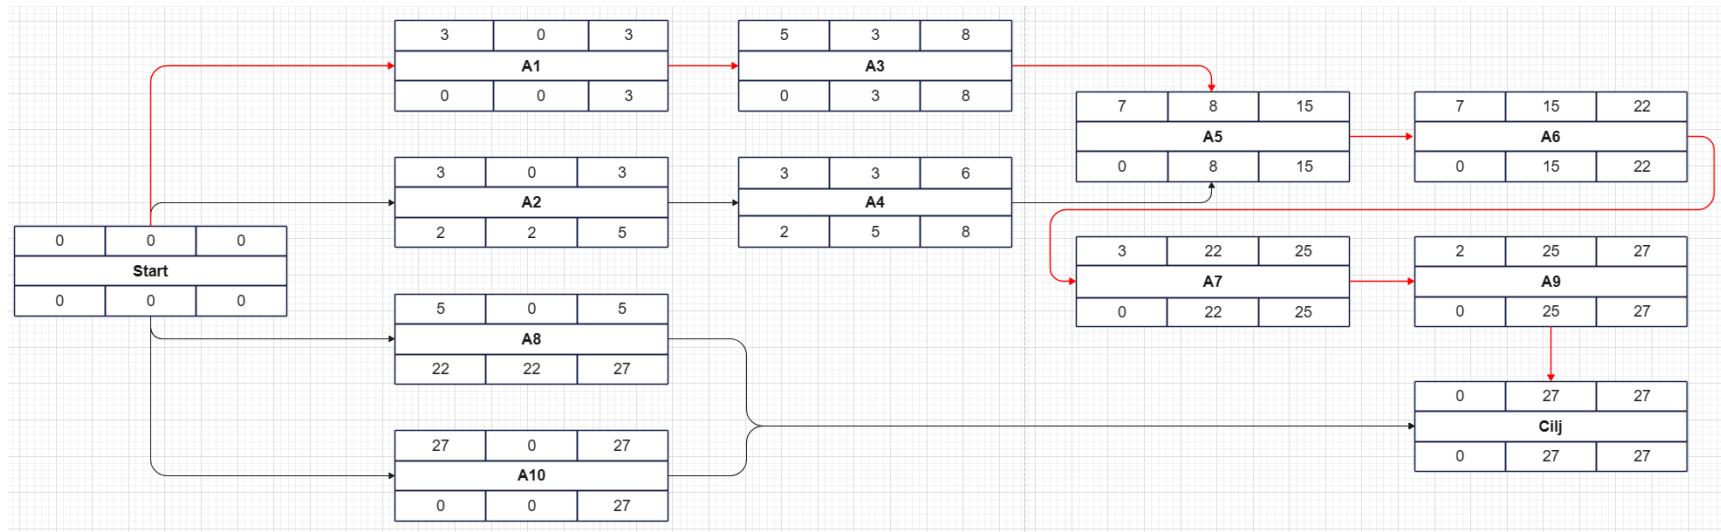 3 0 3
A1
0 0 3
5 3 8
A3
0 3 8
7 8 15
A5
0 8 15
7 15 22
A6
0 15 22
3 0 3
A2
2 2 5
3 3 6
A4
2 5 8
0 0 0
Start
0 0 0
3 22 25
A7
0 22 25
2 25 27
A9
0 25 27
5 0 5
A8
22 22 27
0 27 27
Cilj
0 27 27
27 0 27
A10
0 0 27